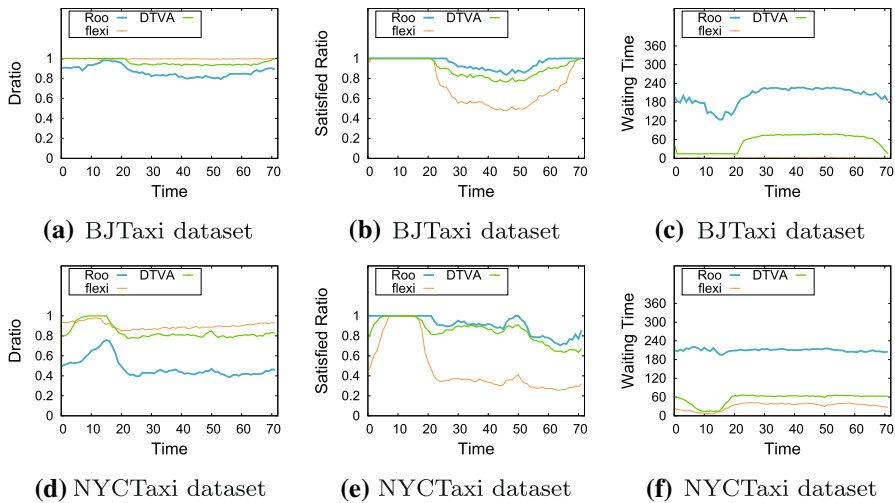 Roo DTVA
flexi
Dratio
1
0.8
0.6
0.4
0.2
0
0 10 20 30 40 50 60 70
Time
(a) BJTaxi dataset
Roo DTVA
flexi
Satisfied Ratio
1
0.8
0.6
0.4
0.2
0
0 10 20 30 40 50 60 70
Time
(b) BJTaxi dataset
Roo DTVA
flexi
Waiting Time
360
300
240
180
120
60
0
0 10 20 30 40 50 60 70
Time
(c) BJTaxi dataset
Roo DTVA
flexi
Dratio
1
0.8
0.6
0.4
0.2
0
0 10 20 30 40 50 60 70
Time
(d) NYCTaxi dataset
Roo DTVA
flexi
Satisfied Ratio
1
0.8
0.6
0.4
0.2
0
0 10 20 30 40 50 60 70
Time
(e) NYCTaxi dataset
Roo DTVA
flexi
Waiting Time
360
300
240
180
120
60
0
0 10 20 30 40 50 60 70
Time
(f) NYCTaxi dataset